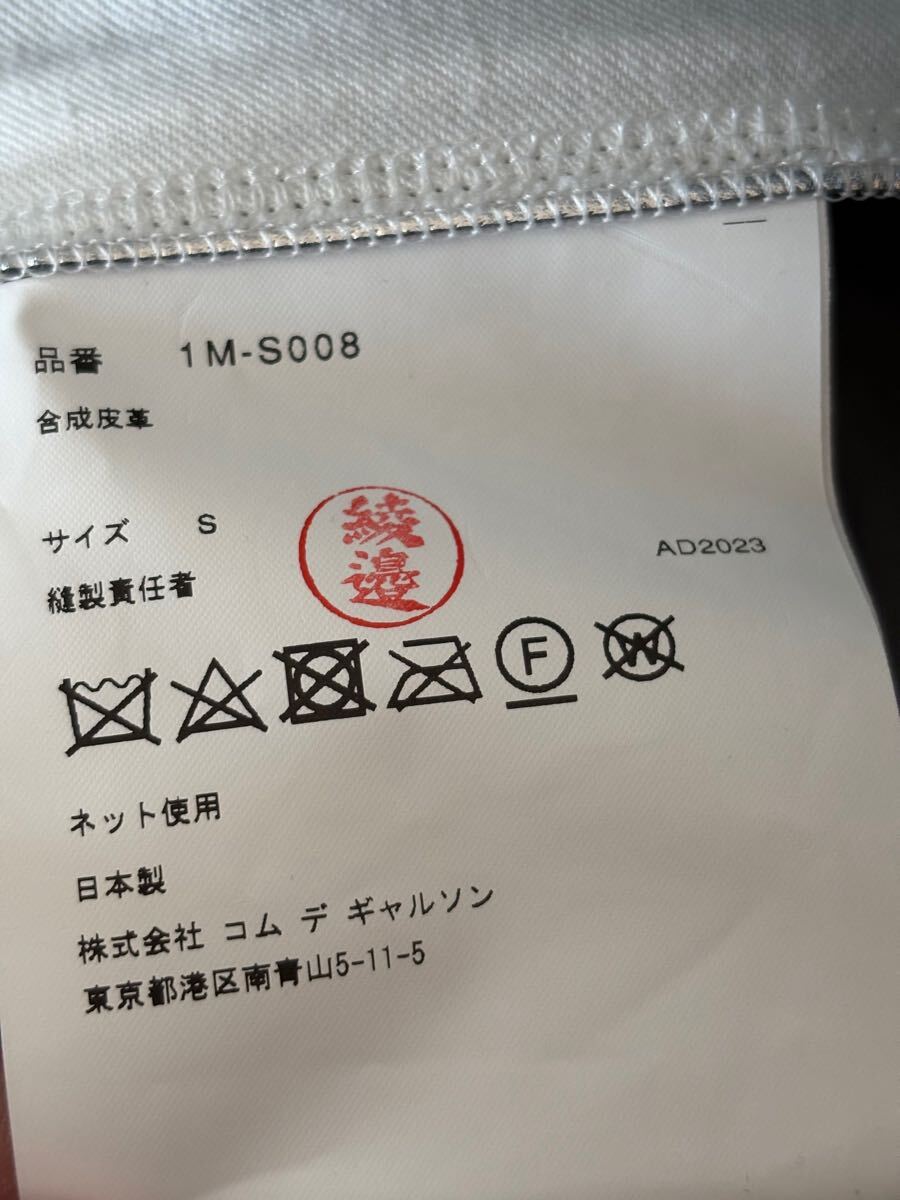 品番 1M-S008
合成皮革
サイズ S
綾邊
AD2023
縫製責任者
F
W
ネット使用
日本製
株式会社 コム デ ギャルソン
東京都港区南青山5-11-5